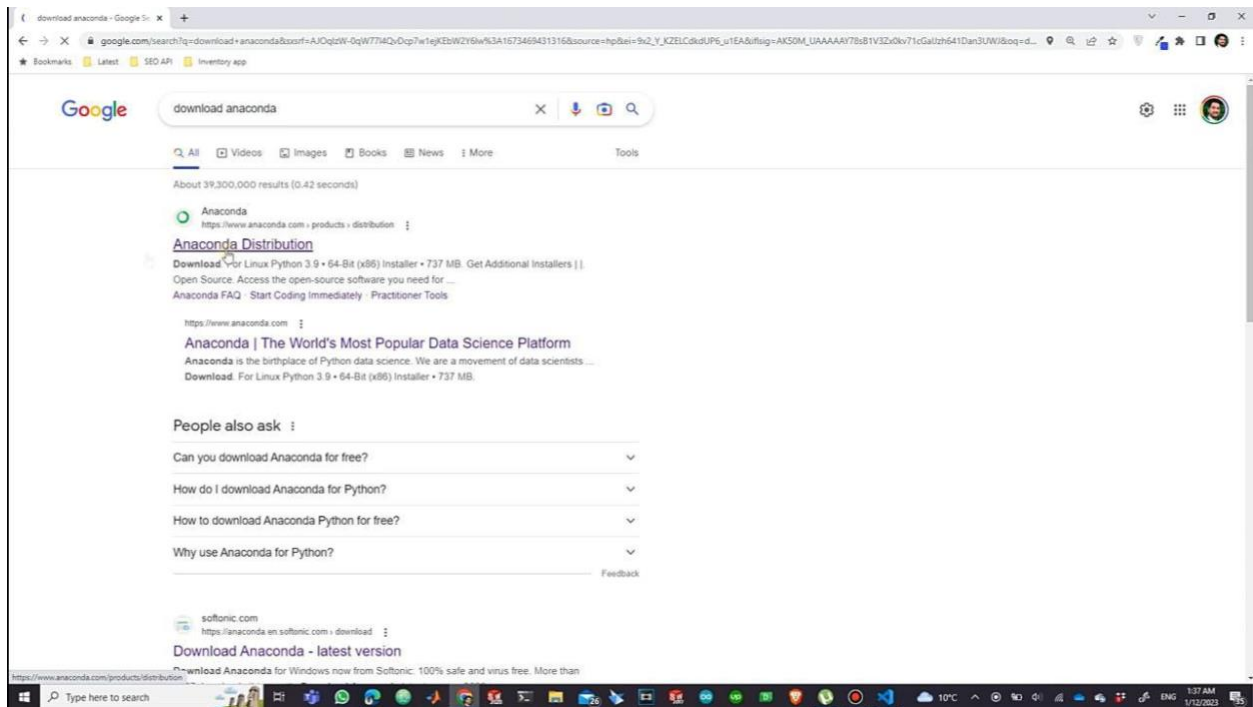 download anaconda - Google Se
google.com/search?q=download+anaconda
Bookmarks Latest SEO API Inventory app
Google
download anaconda
All Videos Images Books News More Tools
About 39,300,000 results (0.42 seconds)
Anaconda
https://www.anaconda.com › products › distribution
Anaconda Distribution
Download. For Linux Python 3.9 • 64-Bit (x86) Installer • 737 MB. Get Additional Installers | |.
Open Source. Access the open-source software you need for ...
Anaconda FAQ · Start Coding Immediately · Practitioner Tools
https://www.anaconda.com
Anaconda | The World's Most Popular Data Science Platform
Anaconda is the birthplace of Python data science. We are a movement of data scientists ...
Download. For Linux Python 3.9 • 64-Bit (x86) Installer • 737 MB.
People also ask
Can you download Anaconda for free?
How do I download Anaconda for Python?
How to download Anaconda Python for free?
Why use Anaconda for Python?
Feedback
softonic.com
https://anaconda.en.softonic.com › download
Download Anaconda - latest version
Download Anaconda for Windows now from Softonic: 100% safe and virus free. More than
https://www.anaconda.com/products/distribution
Type here to search
26
10°C
ENG
1:37 AM
1/12/2023